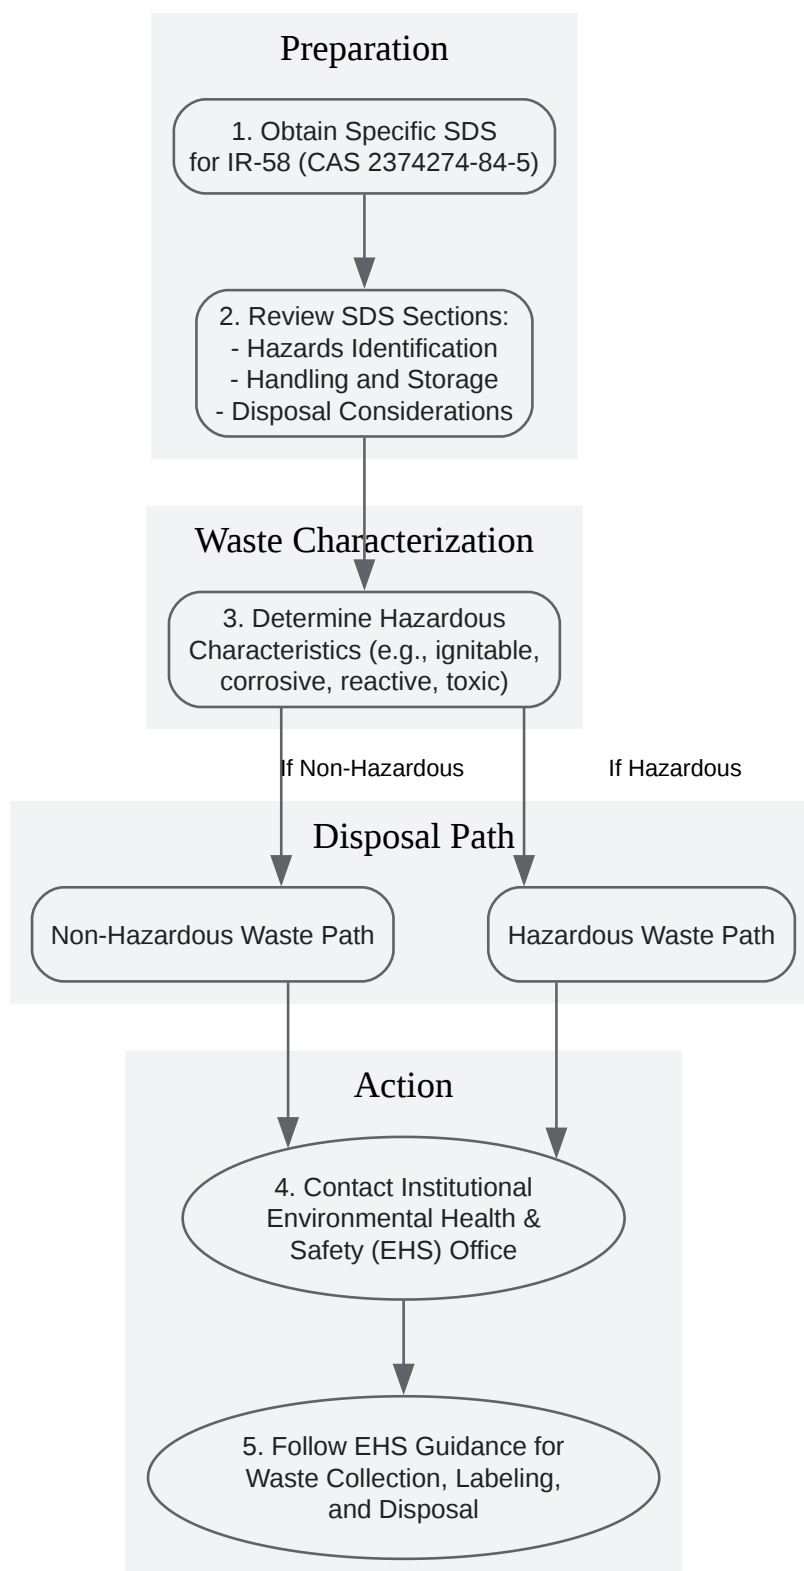 Preparation
1. Obtain Specific SDS
for IR-58 (CAS 2374274-84-5)
2. Review SDS Sections:
- Hazards Identification
- Handling and Storage
- Disposal Considerations
Waste Characterization
3. Determine Hazardous
Characteristics (e.g., ignitable,
corrosive, reactive, toxic)
If Non-Hazardous
If Hazardous
Disposal Path
Non-Hazardous Waste Path
Hazardous Waste Path
Action
4. Contact Institutional
Environmental Health &
Safety (EHS) Office
5. Follow EHS Guidance for
Waste Collection, Labeling,
and Disposal